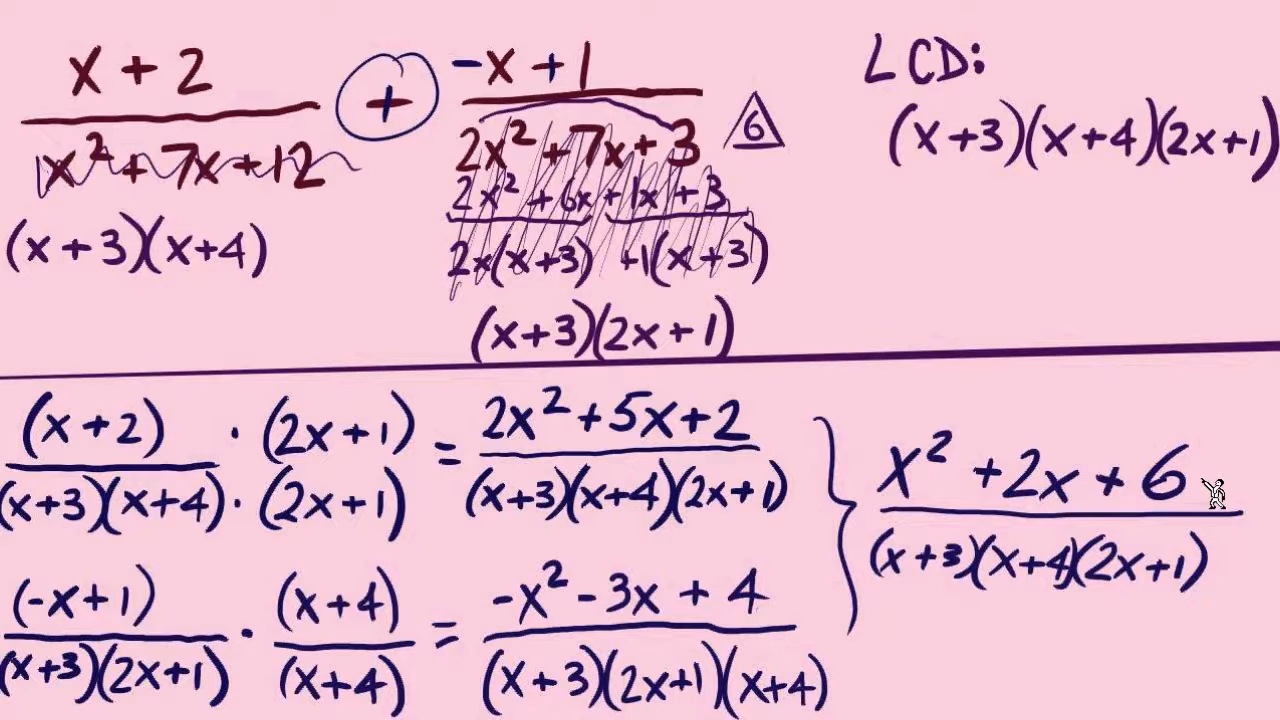 x + 2 + -x + 1 LCD:
x² + 7x + 12 2x² + 7x + 3 6 (x+3)(x+4)(2x+1)
2x² + 6x + 1x + 3
(x+3)(x+4) 2x(x+3) +1(x+3)
(x+3)(2x+1)
(x+2) · (2x+1) = 2x² + 5x + 2
(x+3)(x+4) · (2x+1) (x+3)(x+4)(2x+1)
x² + 2x + 6
(x+3)(x+4)(2x+1)
(-x+1) · (x+4) = -x² - 3x + 4
(x+3)(2x+1) (x+4) (x+3)(2x+1)(x+4)